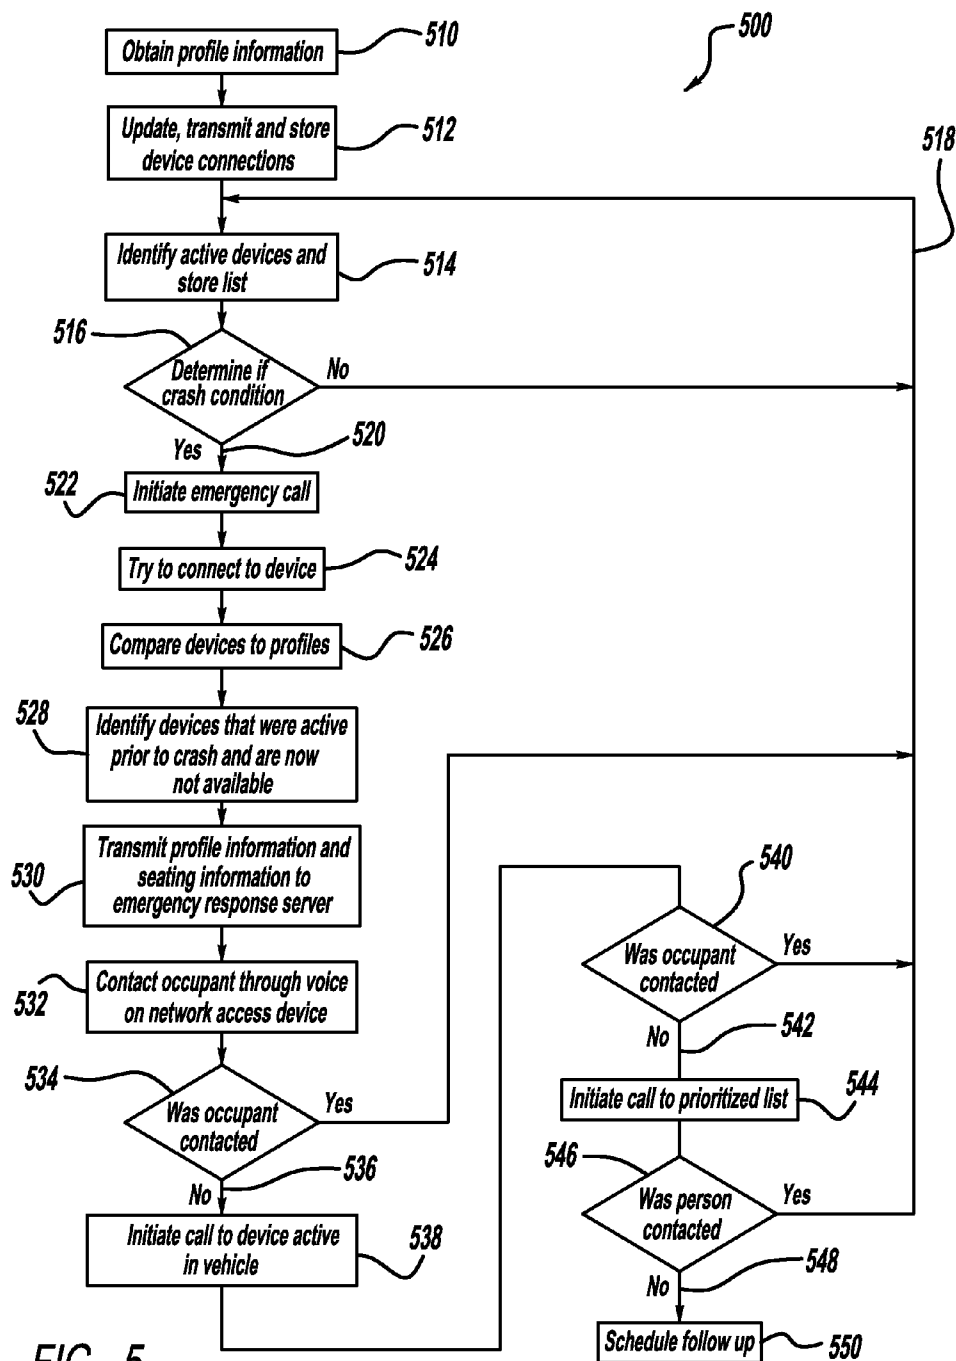 500
Obtain profile information
510
Update, transmit and store
device connections
512
518
Identify active devices and
store list
514
516
Determine if
crash condition
No
Yes
520
522
Initiate emergency call
Try to connect to device
524
Compare devices to profiles
526
528
Identify devices that were active
prior to crash and are now
not available
530
Transmit profile information and
seating information to
emergency response server
532
Contact occupant through voice
on network access device
534
Was occupant
contacted
Yes
No
536
Initiate call to device active
in vehicle
538
540
Was occupant
contacted
Yes
No
542
Initiate call to prioritized list
544
546
Was person
contacted
Yes
No
548
Schedule follow up
550
FIG - 5